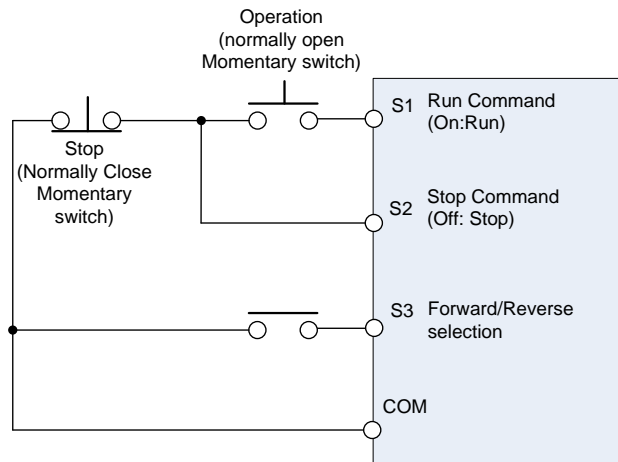 Operation
(normally open
Momentary switch)
S1 Run Command
(On:Run)
Stop
(Normally Close
Momentary
switch)
S2 Stop Command
(Off: Stop)
S3 Forward/Reverse
selection
COM